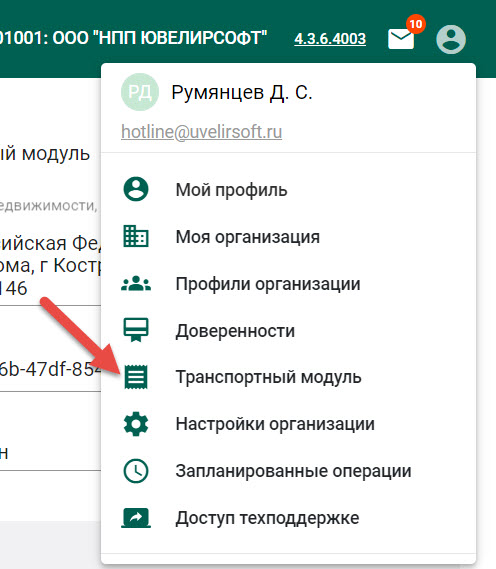 01001: ООО "НПП ЮВЕЛИРСОФТ" 4.3.6.4003 10
РД Румянцев Д. С.
hotline@uvelirsoft.ru
ый модуль
Мой профиль
едвижимости,
Моя организация
сийская Фед
ома, г Костр
Профили организации
146
Доверенности
6b-47df-854
Транспортный модуль
Настройки организации
н
Запланированные операции
Доступ техподдержке